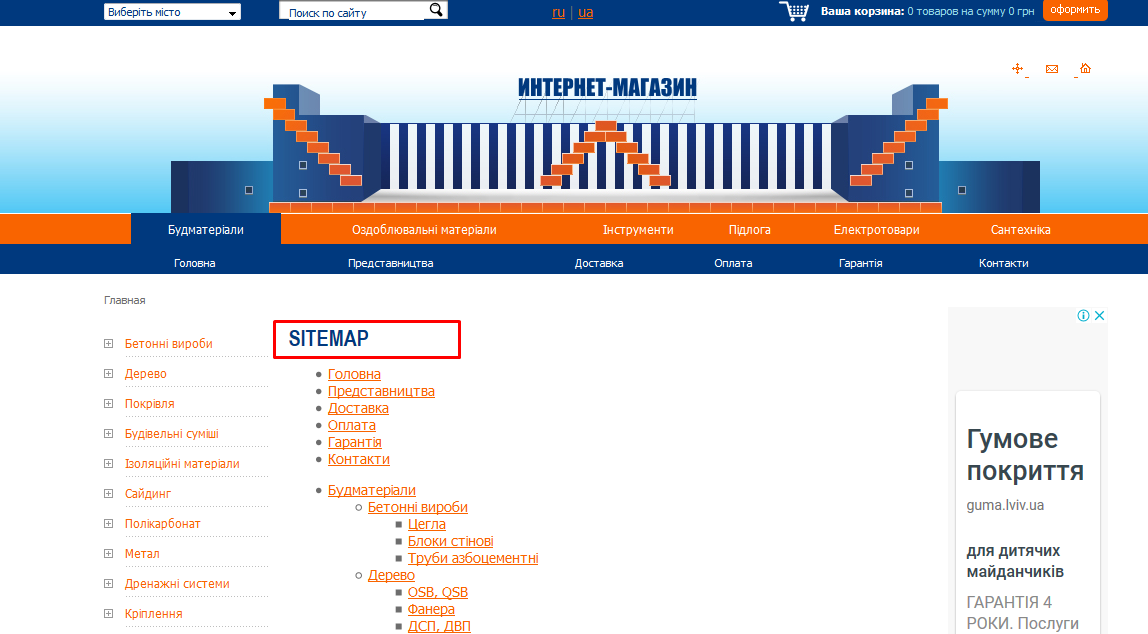 Виберіть місто
Поиск по сайту
ru | ua
Ваша корзина: 0 товаров на сумму 0 грн
оформить
ИНТЕРНЕТ-МАГАЗИН
Будматеріали
Оздоблювальні матеріали
Інструменти
Підлога
Електротовари
Сантехніка
Головна
Представництва
Доставка
Оплата
Гарантія
Контакти
Главная
Бетонні вироби
Дерево
Покрівля
Будівельні суміші
Ізоляційні матеріали
Сайдинг
Полікарбонат
Метал
Дренажні системи
Кріплення
SITEMAP
Головна
Представництва
Доставка
Оплата
Гарантія
Контакти
Будматеріали
Бетонні вироби
Цегла
Блоки стінові
Труби азбоцементні
Дерево
OSB, QSB
Фанера
ДСП, ДВП
Гумове
покриття
guma.lviv.ua
для дитячих
майданчиків
ГАРАНТІЯ 4
РОКИ. Послуги